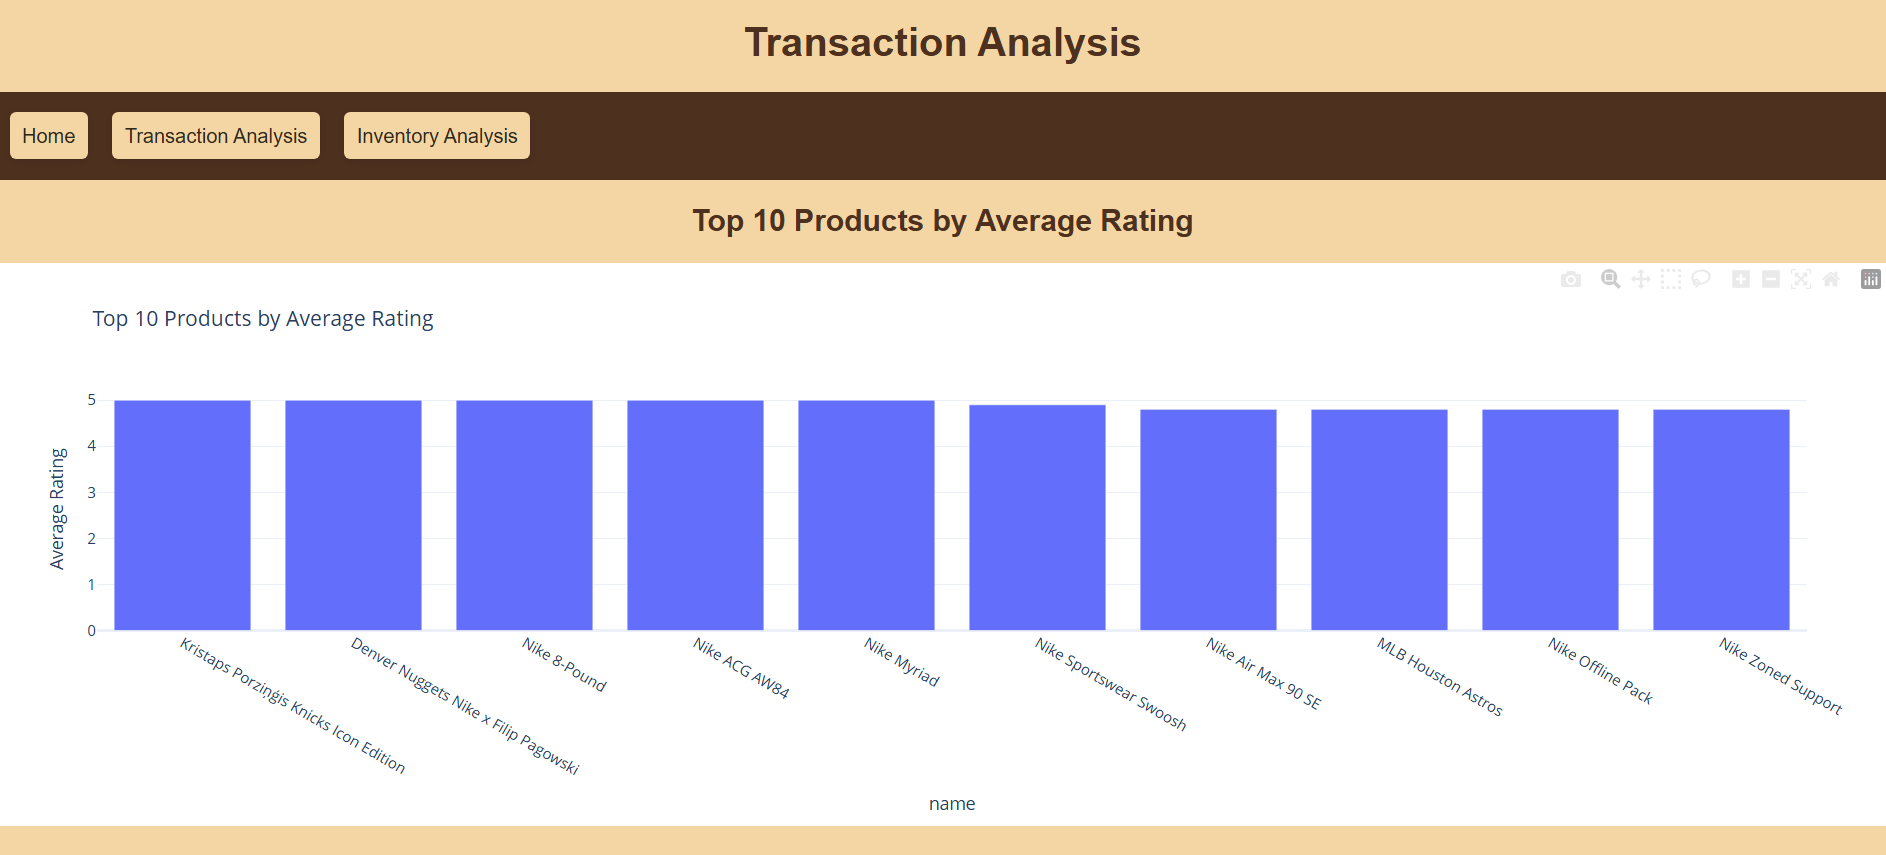 Transaction Analysis
Home
Transaction Analysis
Inventory Analysis
Top 10 Products by Average Rating
Top 10 Products by Average Rating
Average Rating
5
4
3
2
1
0
Kristaps Porziņģis Knicks Icon Edition
Denver Nuggets Nike x Filip Pagowski
Nike 8-Pound
Nike ACG AW84
Nike Myriad
Nike Sportswear Swoosh
Nike Air Max 90 SE
MLB Houston Astros
Nike Offline Pack
Nike Zoned Support
name